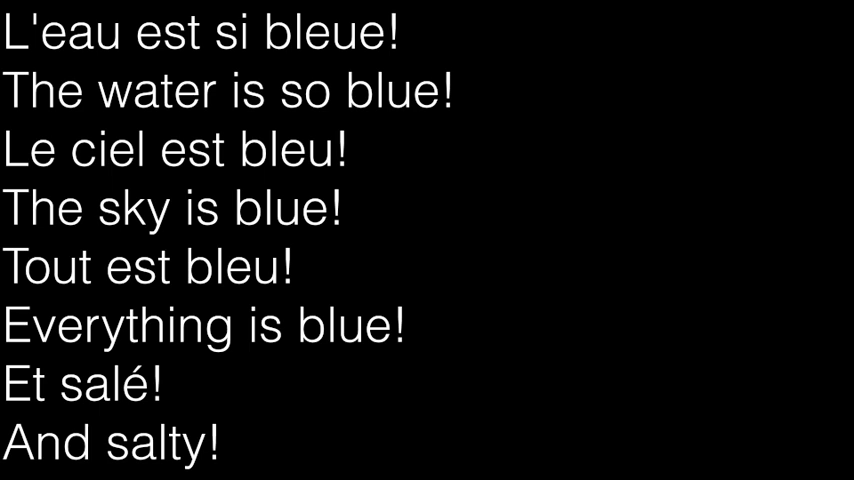 L'eau est si bleue!
The water is so blue!
Le ciel est bleu!
The sky is blue!
Tout est bleu!
Everything is blue!
Et salé!
And salty!